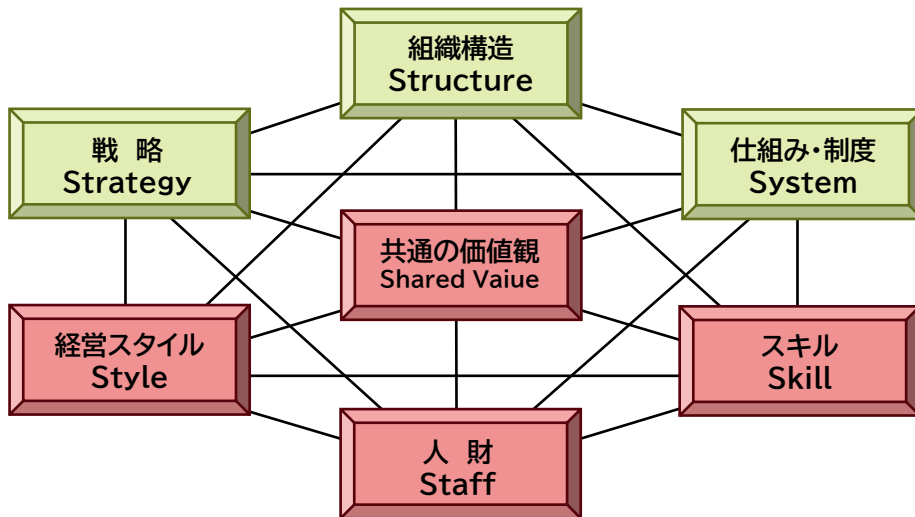 組織構造
Structure
戦 略
Strategy
仕組み・制度
System
共通の価値観
Shared Vaiue
経営スタイル
Style
スキル
Skill
人 財
Staff